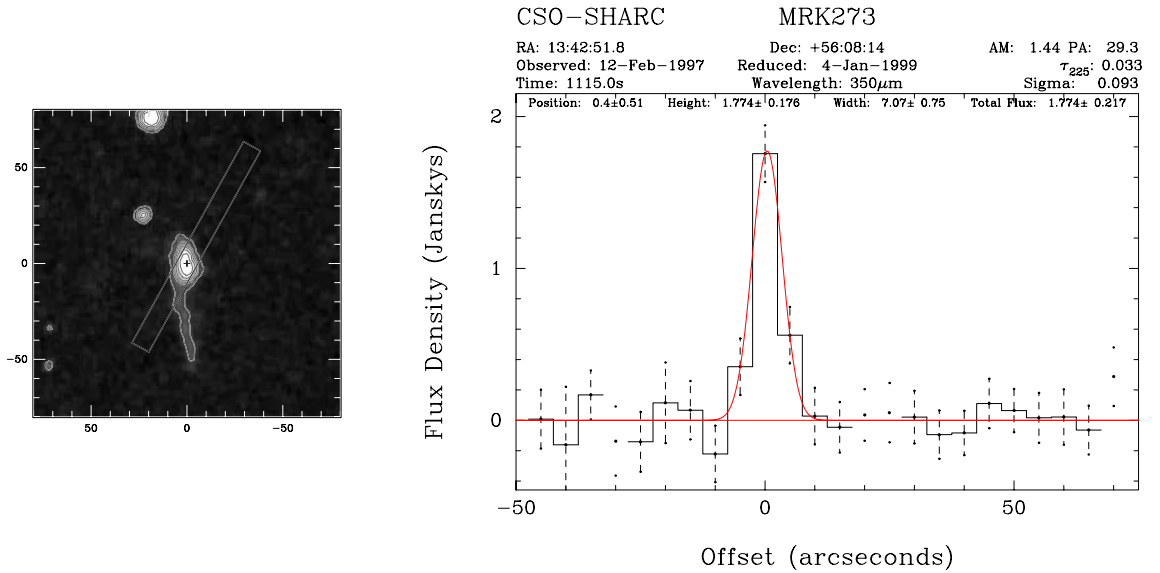 CSO-SHARC MRK273
RA: 13:42:51.8 Dec: +56:08:14 AM: 1.44 PA: 29.3
Observed: 12-Feb-1997 Reduced: 4-Jan-1999 τ225: 0.033
Time: 1115.0s Wavelength: 350μm Sigma: 0.093
Position: 0.4±0.51 Height: 1.774± 0.176 Width: 7.07± 0.75 Total Flux: 1.774± 0.217
50
0
-50
50 0 -50
Flux Density (Janskys)
2
1
0
-50 0 50
Offset (arcseconds)